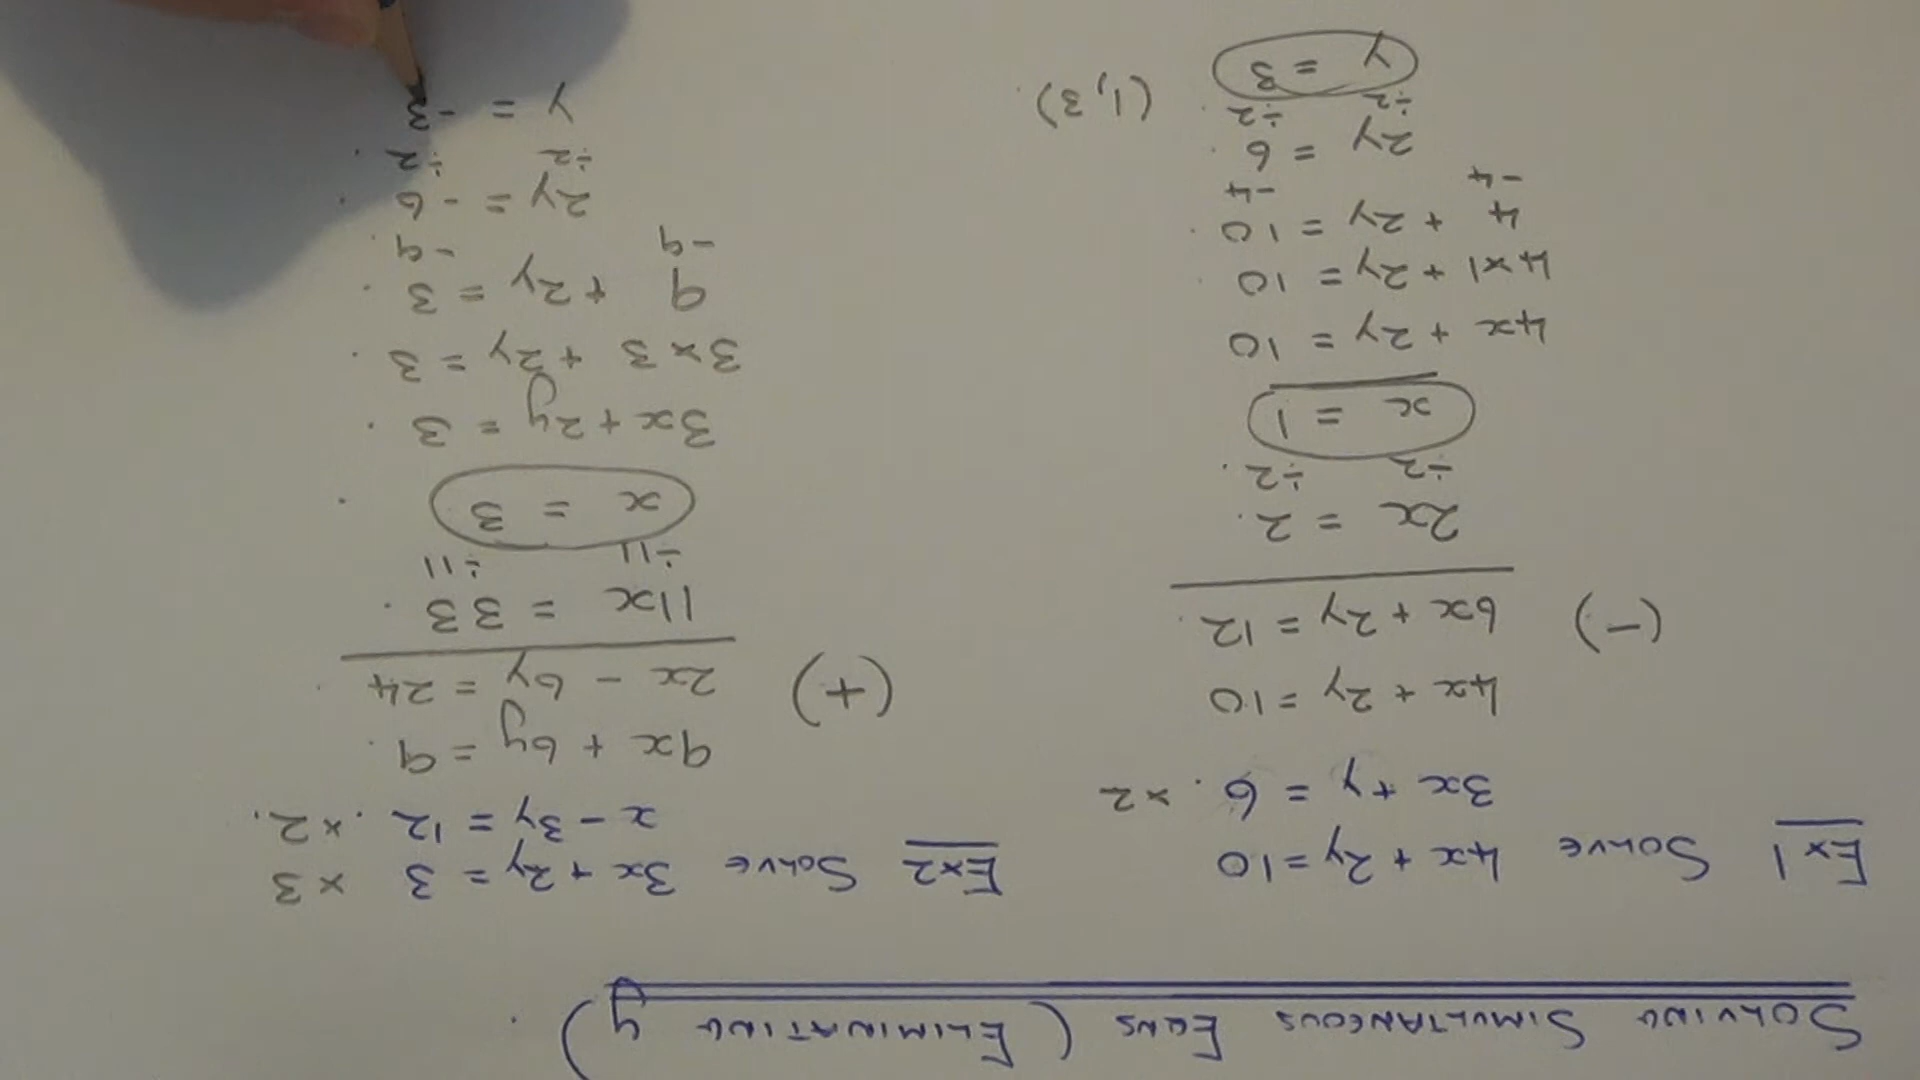 SOLVING SIMULTANEOUS EQNS (ELIMINATING y)
Ex1 SOLVE 4x + 2y = 10
3x + y = 6 . ×2
4x + 2y = 10
(-) 6x + 2y = 12
2x = 2
÷2 ÷2
x = 1
4x + 2y = 10
4×1 + 2y = 10
4 + 2y = 10
-4 -4
2y = 6
÷2 ÷2
y = 3
(1,3)
Ex2 SOLVE 3x + 2y = 3 ×3
x - 3y = 12 . ×2.
9x + 6y = 9
(+) 2x - 6y = 24
11x = 33
÷11 ÷11
x = 3
3x + 2y = 3
3×3 + 2y = 3
9 + 2y = 3
-9 -9
2y = -6
÷2 ÷2
y = -3